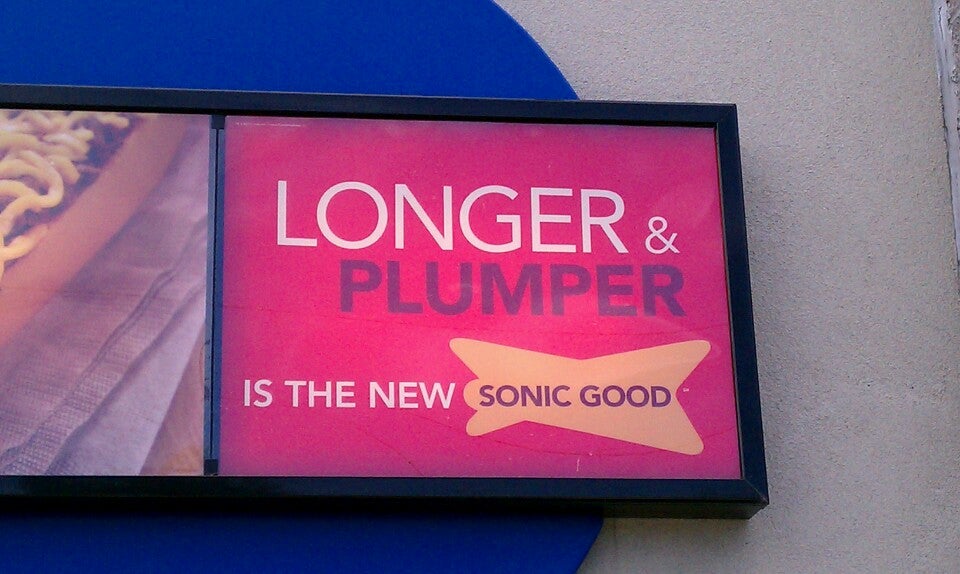 LONGER &
PLUMPER
IS THE NEW SONIC GOOD